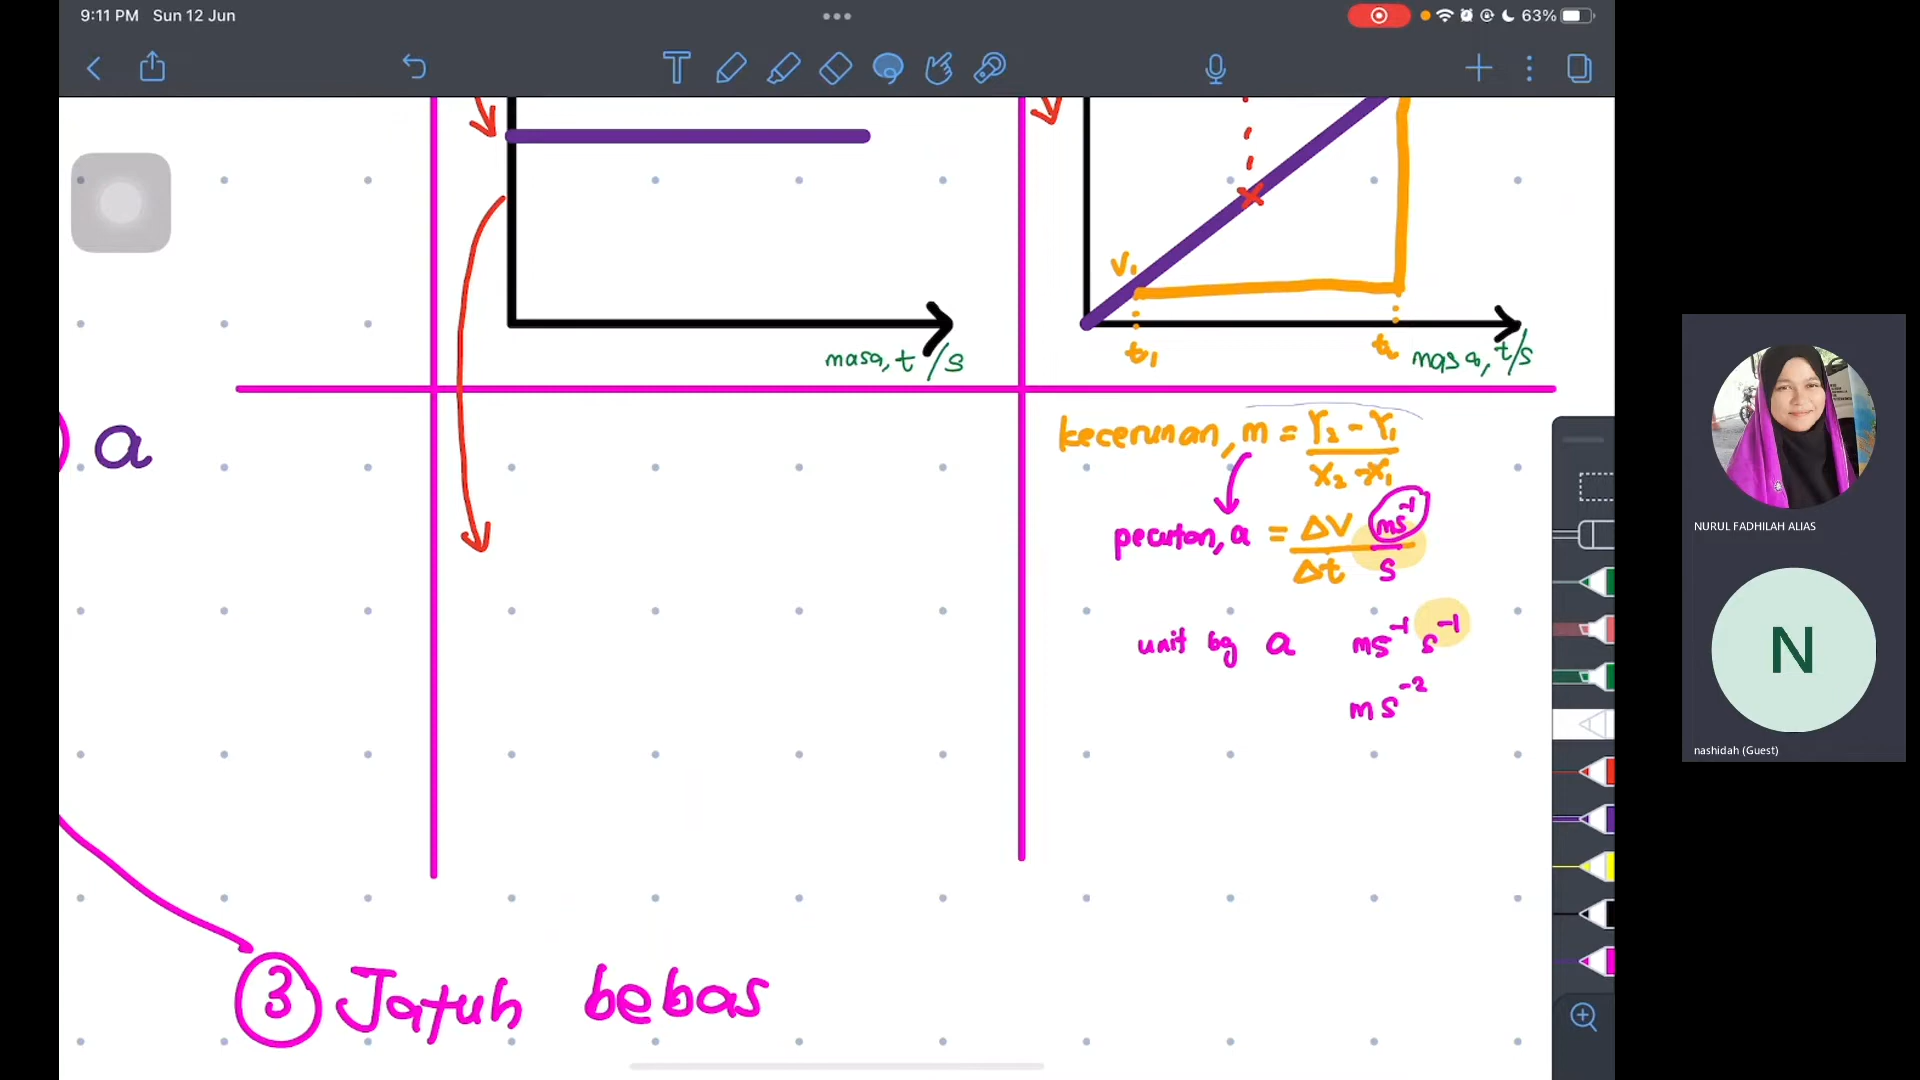 9:11 PM Sun 12 Jun
63%
V₁
t₁
t₂
masa, t /s
masa, t/s
a
kecerunan, m = Y₂ - Y₁
X₂ - X₁
pecutan, a = ΔV ms⁻¹
Δt s
unit bg a ms⁻¹ s⁻¹
ms⁻²
3 Jatuh bebas
NURUL FADHILAH ALIAS
N
nashidah (Guest)